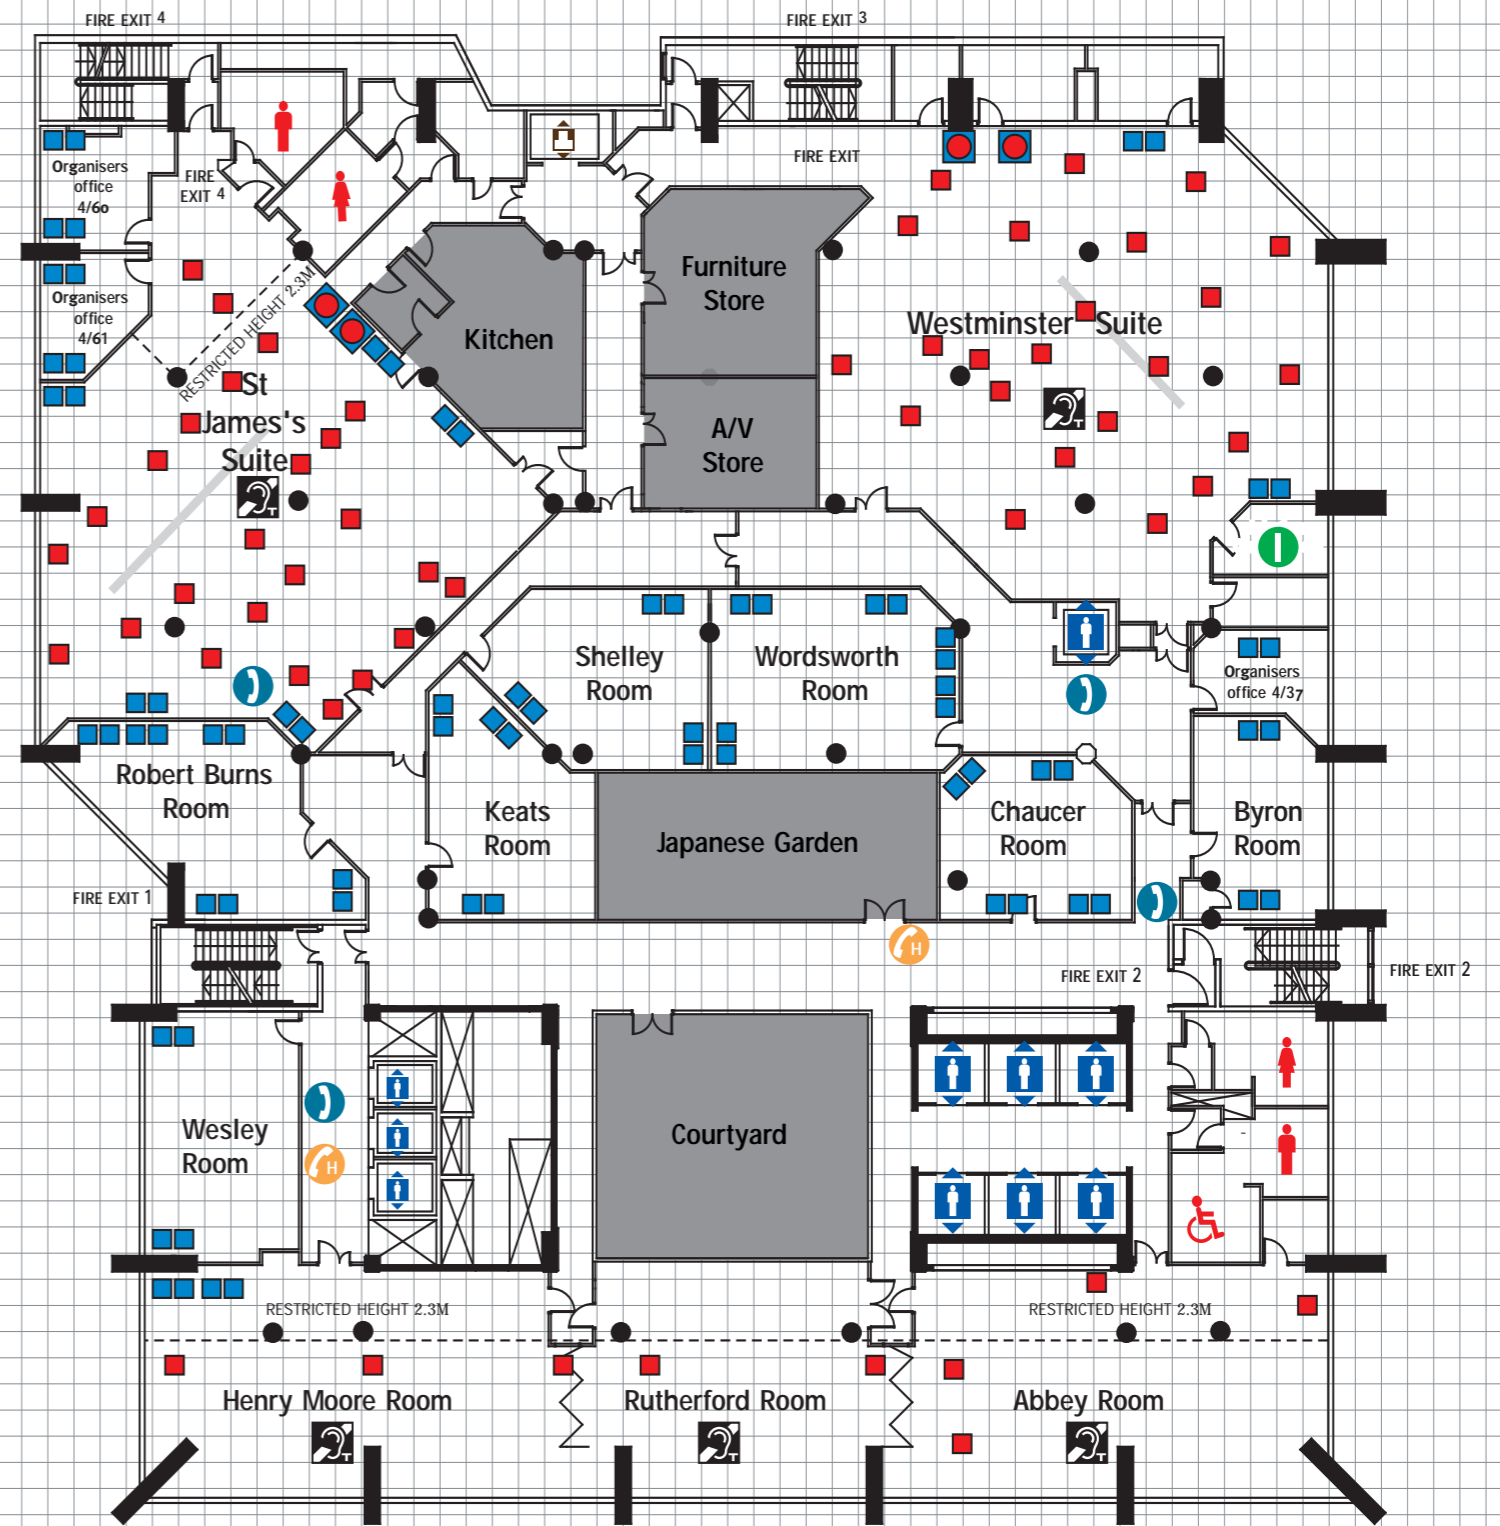 FIRE EXIT 4
FIRE EXIT 3
FIRE EXIT
Organisers
office
4/60
FIRE
EXIT 4
Organisers
office
4/61
RESTRICTED HEIGHT 2.3M
Furniture
Store
Kitchen
Westminster Suite
St
James's
Suite
T
A/V
Store
T
Shelley
Room
Wordsworth
Room
Organisers
office 4/37
Robert Burns
Room
Keats
Room
Japanese Garden
Chaucer
Room
Byron
Room
FIRE EXIT 1
H
FIRE EXIT 2
FIRE EXIT 2
Wesley
Room
H
Courtyard
RESTRICTED HEIGHT 2.3M
RESTRICTED HEIGHT 2.3M
Henry Moore Room
Rutherford Room
Abbey Room
T
T
T